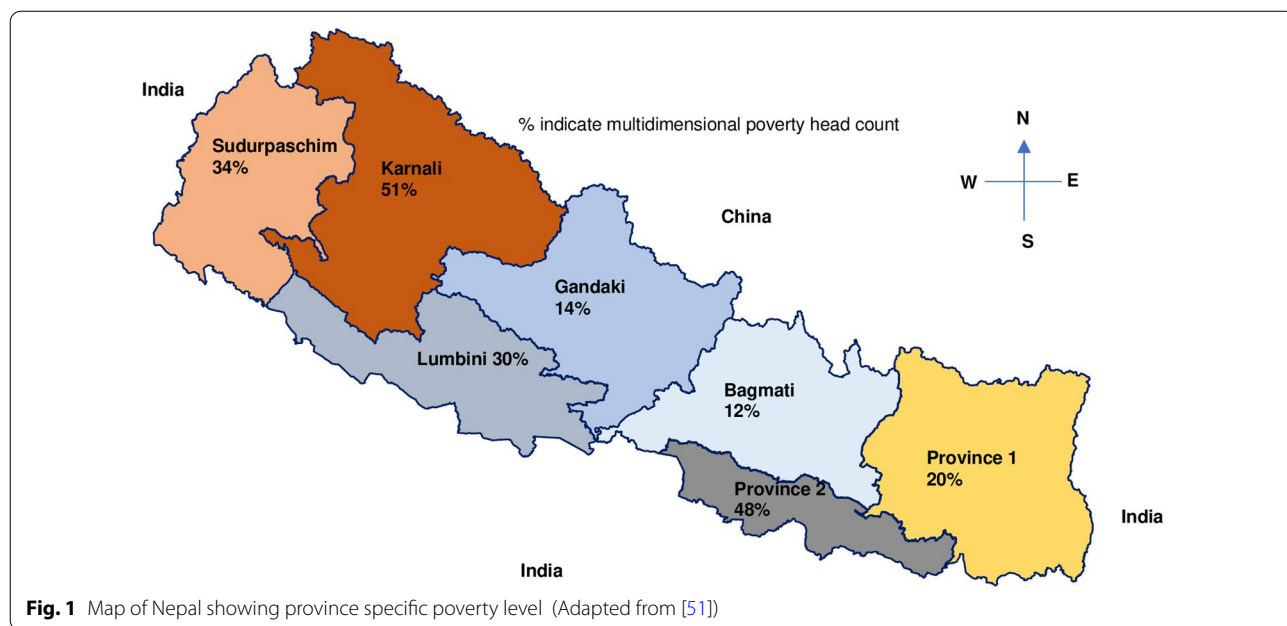 India
Sudurpaschim
34%
Karnali
51%
% indicate multidimensional poverty head count
N
W
E
S
China
Gandaki
14%
Lumbini 30%
Bagmati
12%
Province 1
20%
Province 2
48%
India
India
Fig. 1 Map of Nepal showing province specific poverty level (Adapted from [51])